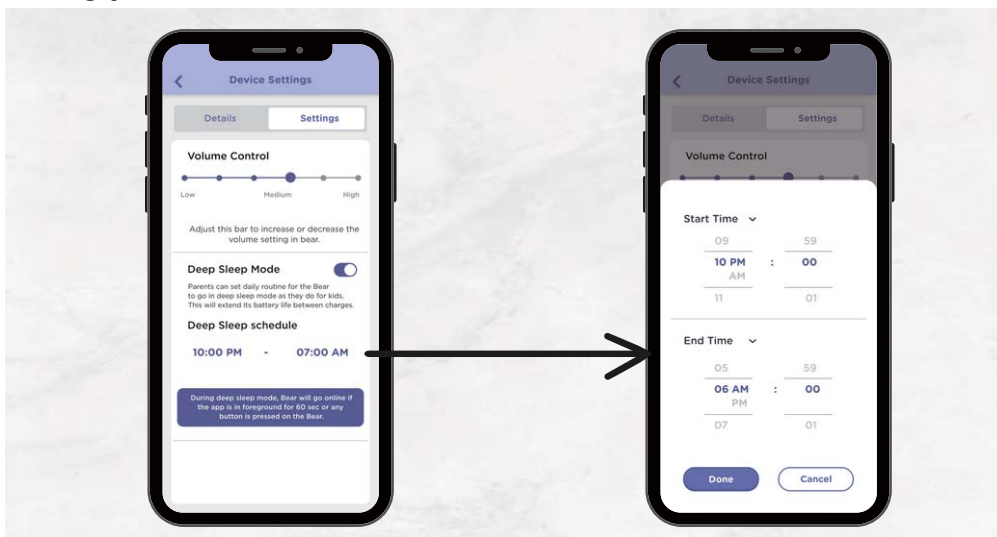 Device Settings
Details Settings
Volume Control
Low Medium High
Adjust this bar to increase or decrease the
volume setting in bear.
Deep Sleep Mode
Parents can set daily routine for the Bear
to go in deep sleep mode as they do for kids.
This will extend its battery life between charges.
Deep Sleep schedule
10:00 PM - 07:00 AM
During deep sleep mode, Bear will go online if
the app is in foreground for 60 sec or any
button is pressed on the Bear.
Device Settings
Details Settings
Volume Control
Start Time
09 59
10 PM : 00
AM
11 01
End Time
05 59
06 AM : 00
PM
07 01
Done Cancel